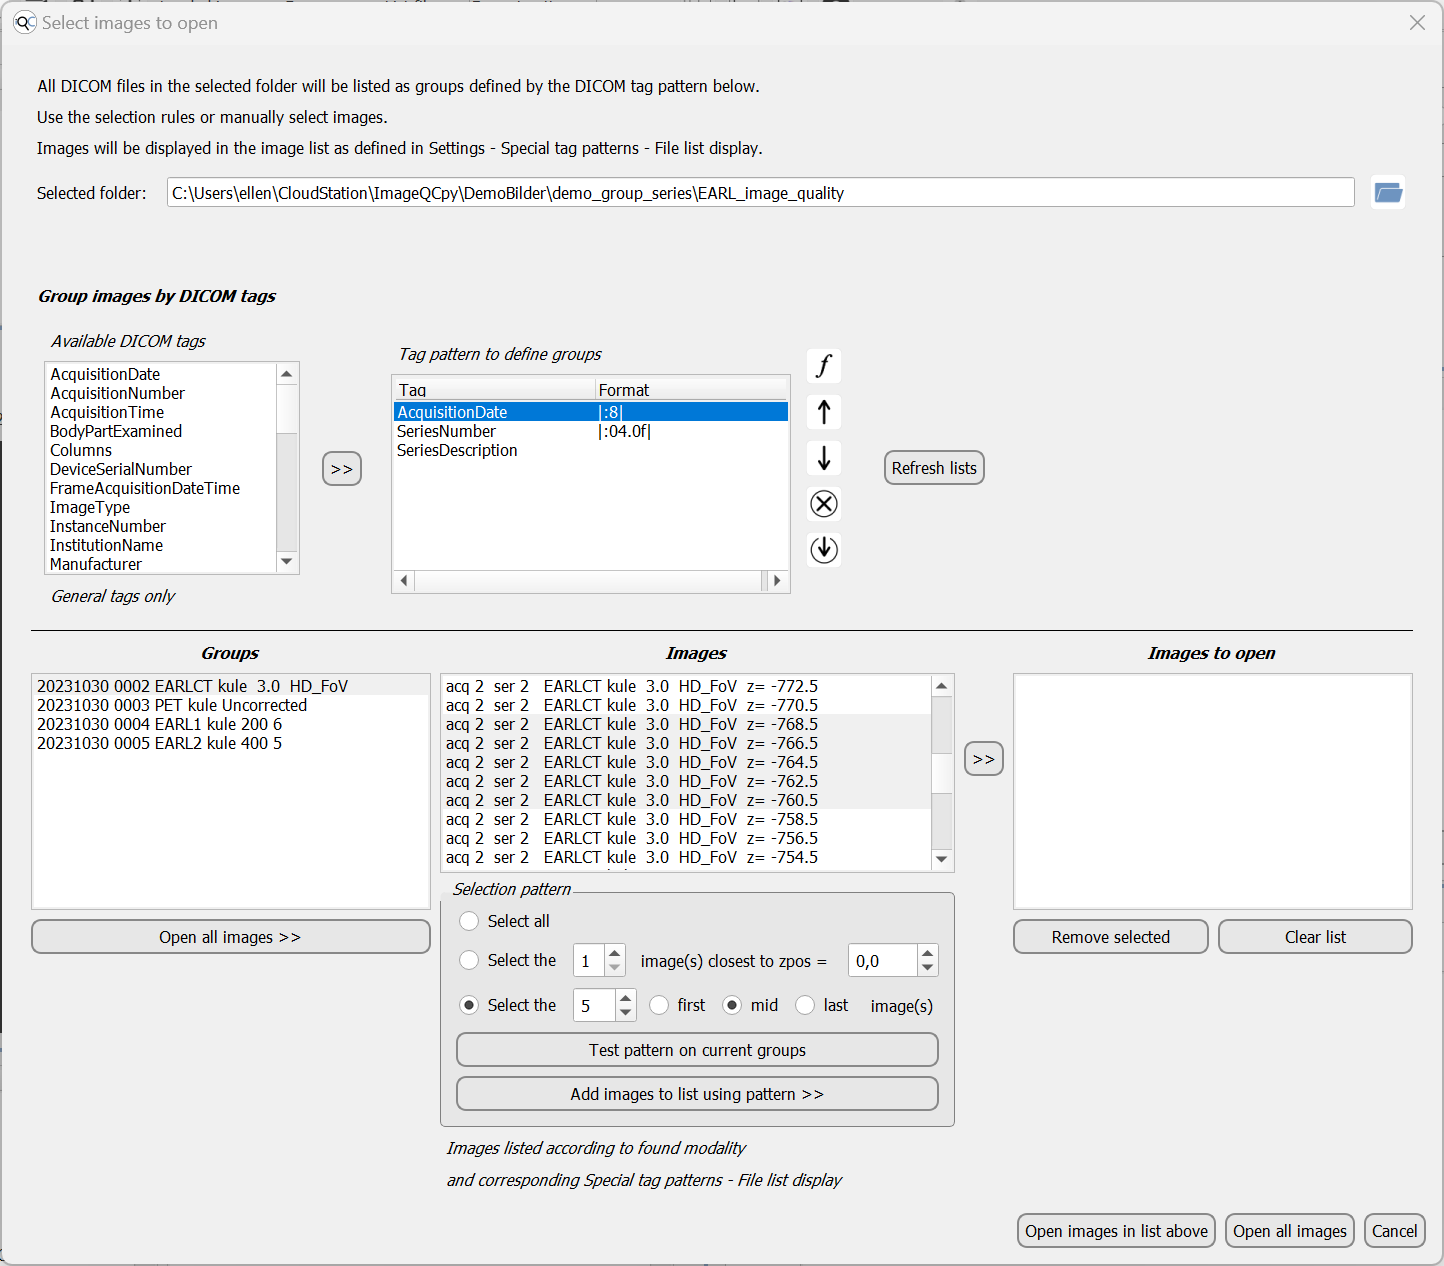 Select images to open
All DICOM files in the selected folder will be listed as groups defined by the DICOM tag pattern below.
Use the selection rules or manually select images.
Images will be displayed in the image list as defined in Settings - Special tag patterns - File list display.
Selected folder: C:\Users\ellen\CloudStation\ImageQCpy\DemoBilder\demo_group_series\EARL_image_quality
Group images by DICOM tags
Available DICOM tags
AcquisitionDate
AcquisitionNumber
AcquisitionTime
BodyPartExamined
Columns
DeviceSerialNumber
FrameAcquisitionDateTime
ImageType
InstanceNumber
InstitutionName
Manufacturer
General tags only
>>
Tag pattern to define groups
Tag Format
AcquisitionDate |:8|
SeriesNumber |:04.0f|
SeriesDescription
f
Refresh lists
Groups
20231030 0002 EARLCT kule  3.0  HD_FoV
20231030 0003 PET kule Uncorrected
20231030 0004 EARL1 kule 200 6
20231030 0005 EARL2 kule 400 5
Open all images >>
Images
acq 2  ser 2   EARLCT kule  3.0  HD_FoV  z= -772.5
acq 2  ser 2   EARLCT kule  3.0  HD_FoV  z= -770.5
acq 2  ser 2   EARLCT kule  3.0  HD_FoV  z= -768.5
acq 2  ser 2   EARLCT kule  3.0  HD_FoV  z= -766.5
acq 2  ser 2   EARLCT kule  3.0  HD_FoV  z= -764.5
acq 2  ser 2   EARLCT kule  3.0  HD_FoV  z= -762.5
acq 2  ser 2   EARLCT kule  3.0  HD_FoV  z= -760.5
acq 2  ser 2   EARLCT kule  3.0  HD_FoV  z= -758.5
acq 2  ser 2   EARLCT kule  3.0  HD_FoV  z= -756.5
acq 2  ser 2   EARLCT kule  3.0  HD_FoV  z= -754.5
Selection pattern
Select all
Select the 1 image(s) closest to zpos = 0,0
Select the 5 first mid last image(s)
Test pattern on current groups
Add images to list using pattern >>
Images listed according to found modality
and corresponding Special tag patterns - File list display
>>
Images to open
Remove selected
Clear list
Open images in list above
Open all images
Cancel